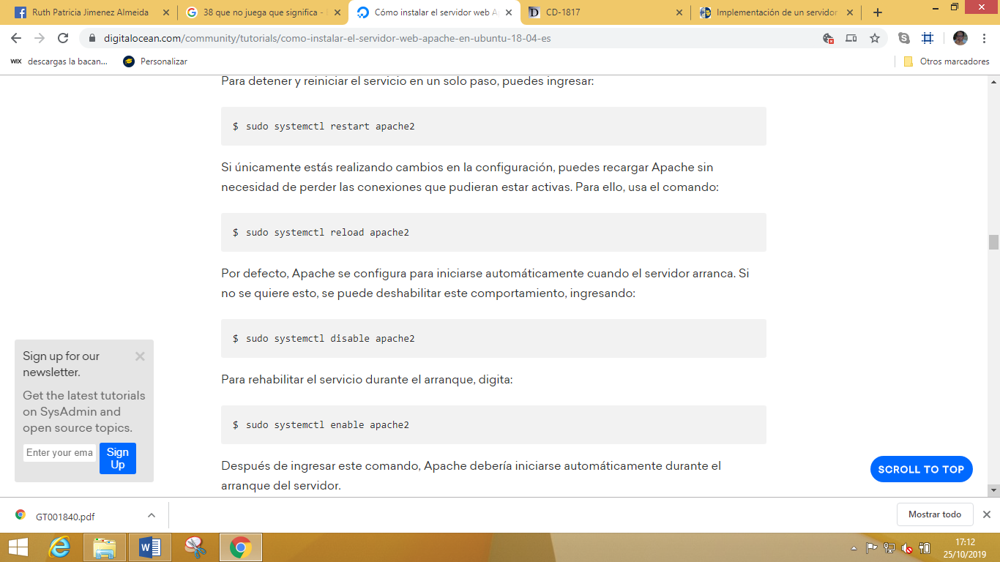 Ruth Patricia Jimenez Almeida
38 que no juega que significa -
Cómo instalar el servidor web A
CD-1817
Implementación de un servidor
digitalocean.com/community/tutorials/como-instalar-el-servidor-web-apache-en-ubuntu-18-04-es
WIX descargas la bacan...
Personalizar
Otros marcadores
Para detener y reiniciar el servicio en un solo paso, puedes ingresar:
$ sudo systemctl restart apache2
Si únicamente estás realizando cambios en la configuración, puedes recargar Apache sin
necesidad de perder las conexiones que pudieran estar activas. Para ello, usa el comando:
$ sudo systemctl reload apache2
Por defecto, Apache se configura para iniciarse automáticamente cuando el servidor arranca. Si
no se quiere esto, se puede deshabilitar este comportamiento, ingresando:
$ sudo systemctl disable apache2
Para rehabilitar el servicio durante el arranque, digita:
$ sudo systemctl enable apache2
Después de ingresar este comando, Apache debería iniciarse automáticamente durante el
arranque del servidor.
Sign up for our
newsletter.
Get the latest tutorials
on SysAdmin and
open source topics.
Enter your ema
Sign
Up
SCROLL TO TOP
GT001840.pdf
Mostrar todo
17:12
25/10/2019